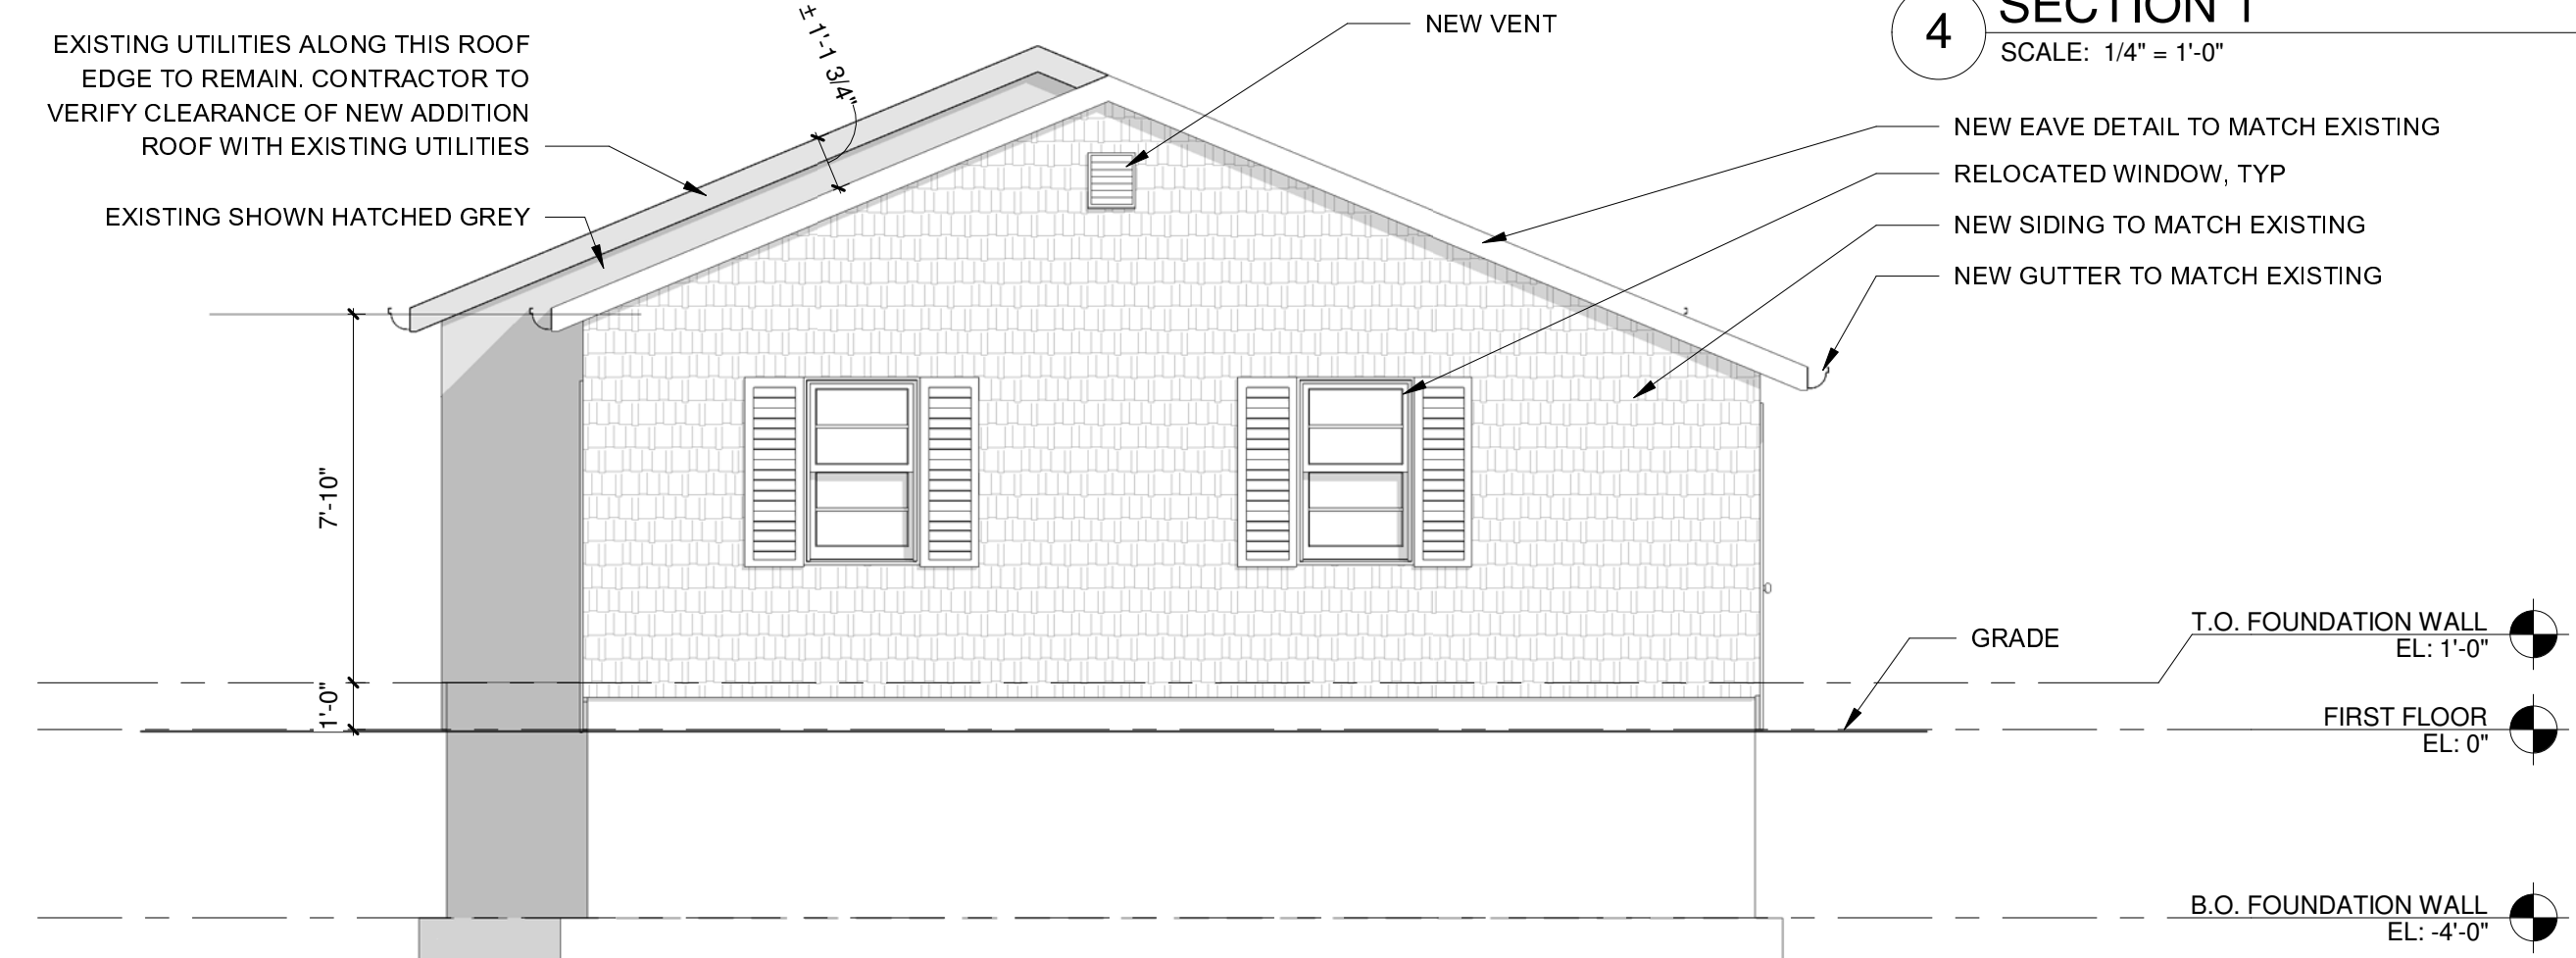 ± 1'-1 3/4"
NEW VENT
4
SECTION 1
SCALE: 1/4" = 1'-0"
EXISTING UTILITIES ALONG THIS ROOF
EDGE TO REMAIN. CONTRACTOR TO
VERIFY CLEARANCE OF NEW ADDITION
ROOF WITH EXISTING UTILITIES
EXISTING SHOWN HATCHED GREY
NEW EAVE DETAIL TO MATCH EXISTING
RELOCATED WINDOW, TYP
NEW SIDING TO MATCH EXISTING
NEW GUTTER TO MATCH EXISTING
7'-10"
1'-0"
GRADE
T.O. FOUNDATION WALL
EL: 1'-0"
FIRST FLOOR
EL: 0"
B.O. FOUNDATION WALL
EL: -4'-0"